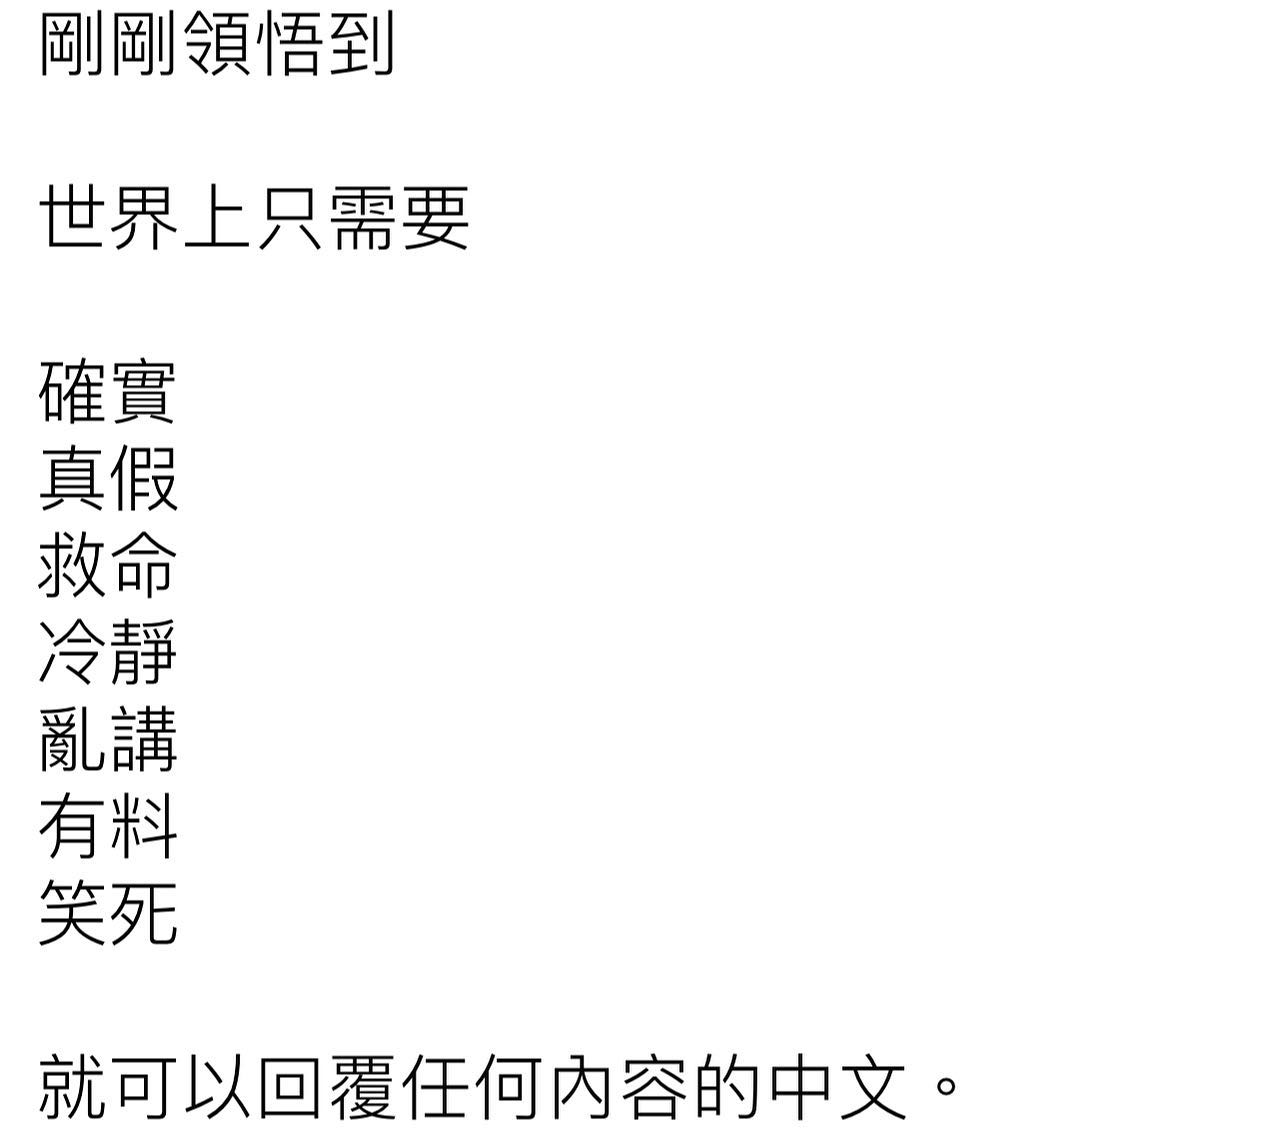 剛剛領悟到
世界上只需要
確實
真假
救命
冷靜
亂講
有料
笑死
就可以回覆任何內容的中文。